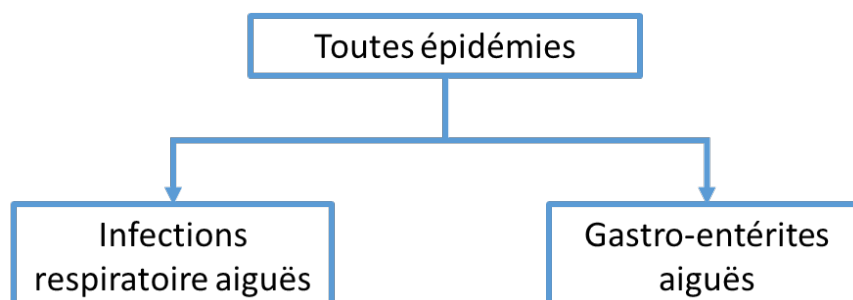 Toutes épidémies
Infections
respiratoire aiguës
Gastro-entérites
aiguës